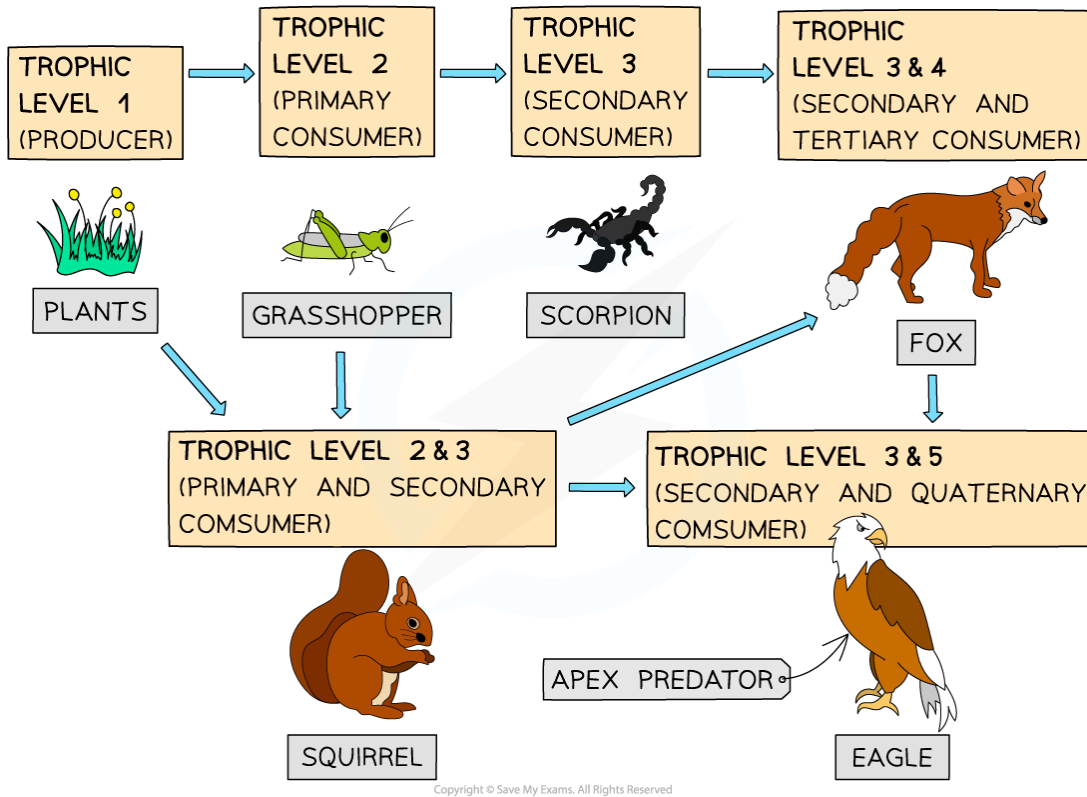 TROPHIC
LEVEL 1
(PRODUCER)
TROPHIC
LEVEL 2
(PRIMARY
CONSUMER)
TROPHIC
LEVEL 3
(SECONDARY
CONSUMER)
TROPHIC
LEVEL 3 & 4
(SECONDARY AND
TERTIARY CONSUMER)
PLANTS
GRASSHOPPER
SCORPION
FOX
TROPHIC LEVEL 2 & 3
(PRIMARY AND SECONDARY
COMSUMER)
TROPHIC LEVEL 3 & 5
(SECONDARY AND QUATERNARY
COMSUMER)
APEX PREDATOR
SQUIRREL
EAGLE
Copyright © Save My Exams. All Rights Reserved